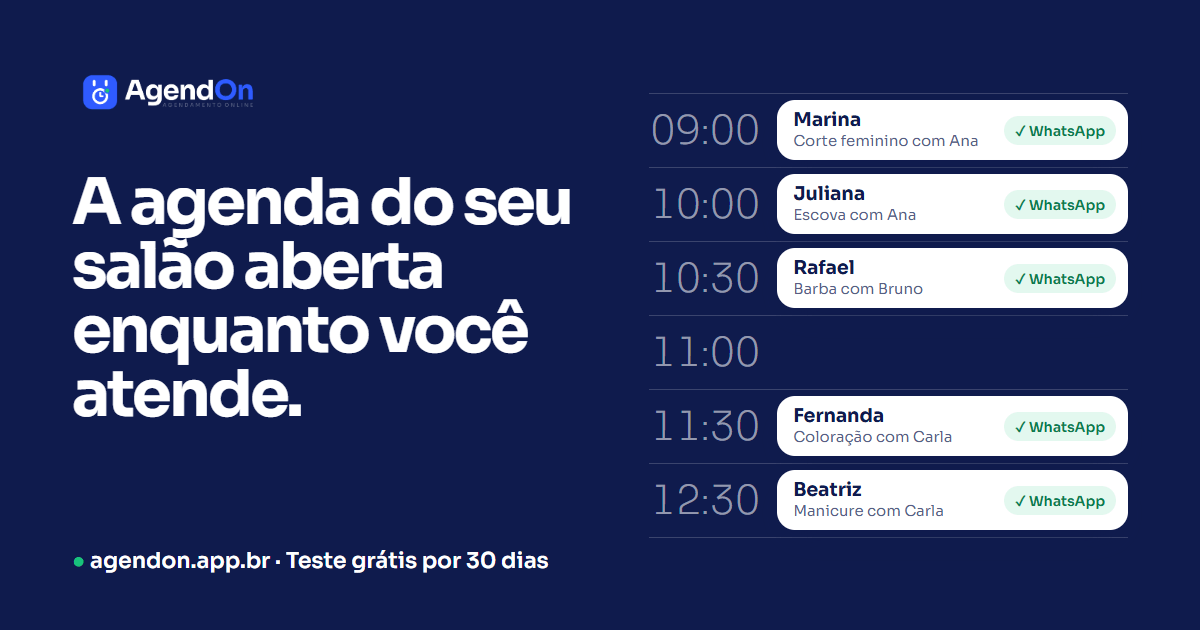 AgendOn
AGENDAMENTO ONLINE
A agenda do seu
salão aberta
enquanto você
atende.
agendon.app.br · Teste grátis por 30 dias
09:00
Marina
Corte feminino com Ana
✓ WhatsApp
10:00
Juliana
Escova com Ana
✓ WhatsApp
10:30
Rafael
Barba com Bruno
✓ WhatsApp
11:00
11:30
Fernanda
Coloração com Carla
✓ WhatsApp
12:30
Beatriz
Manicure com Carla
✓ WhatsApp